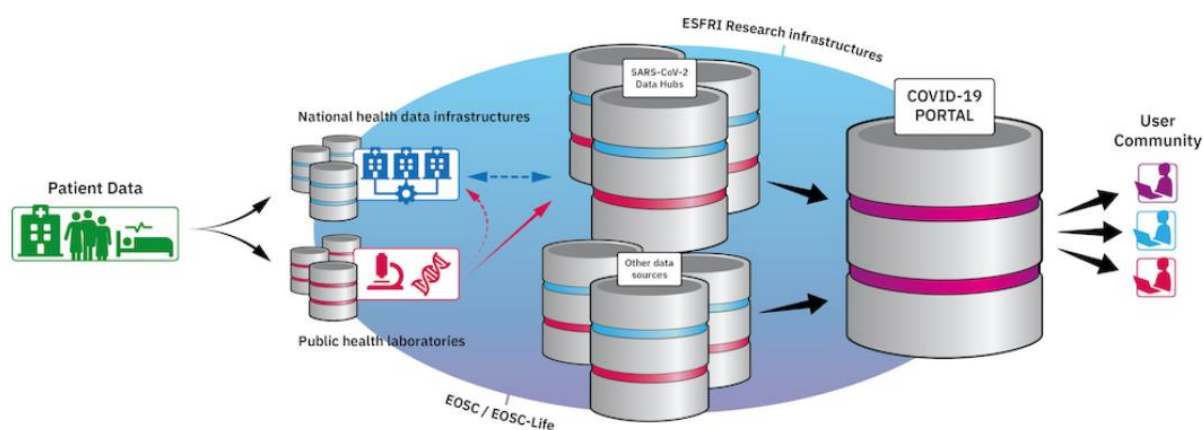 ESFRI Research infrastructures
SARS-CoV-2
Data Hubs
COVID-19
PORTAL
National health data infrastructures
User
Community
Patient Data
Other data
sources
Public health laboratories
EOSC / EOSC-Life